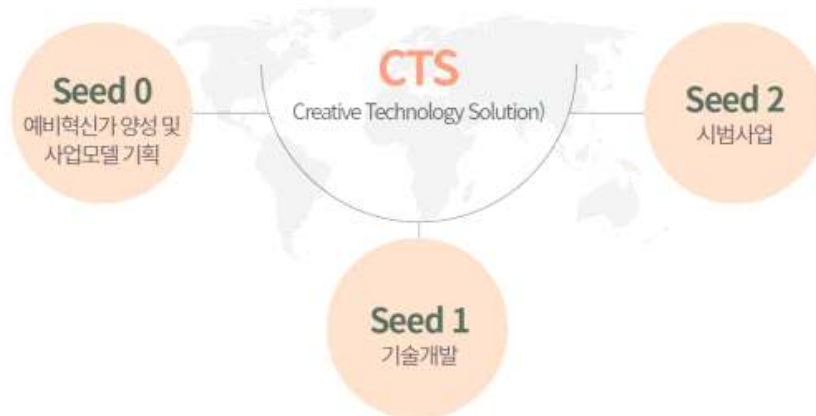 CTS
Creative Technology Solution)
Seed 0
예비혁신가 양성 및
사업모델 기획
Seed 1
기술개발
Seed 2
시범사업